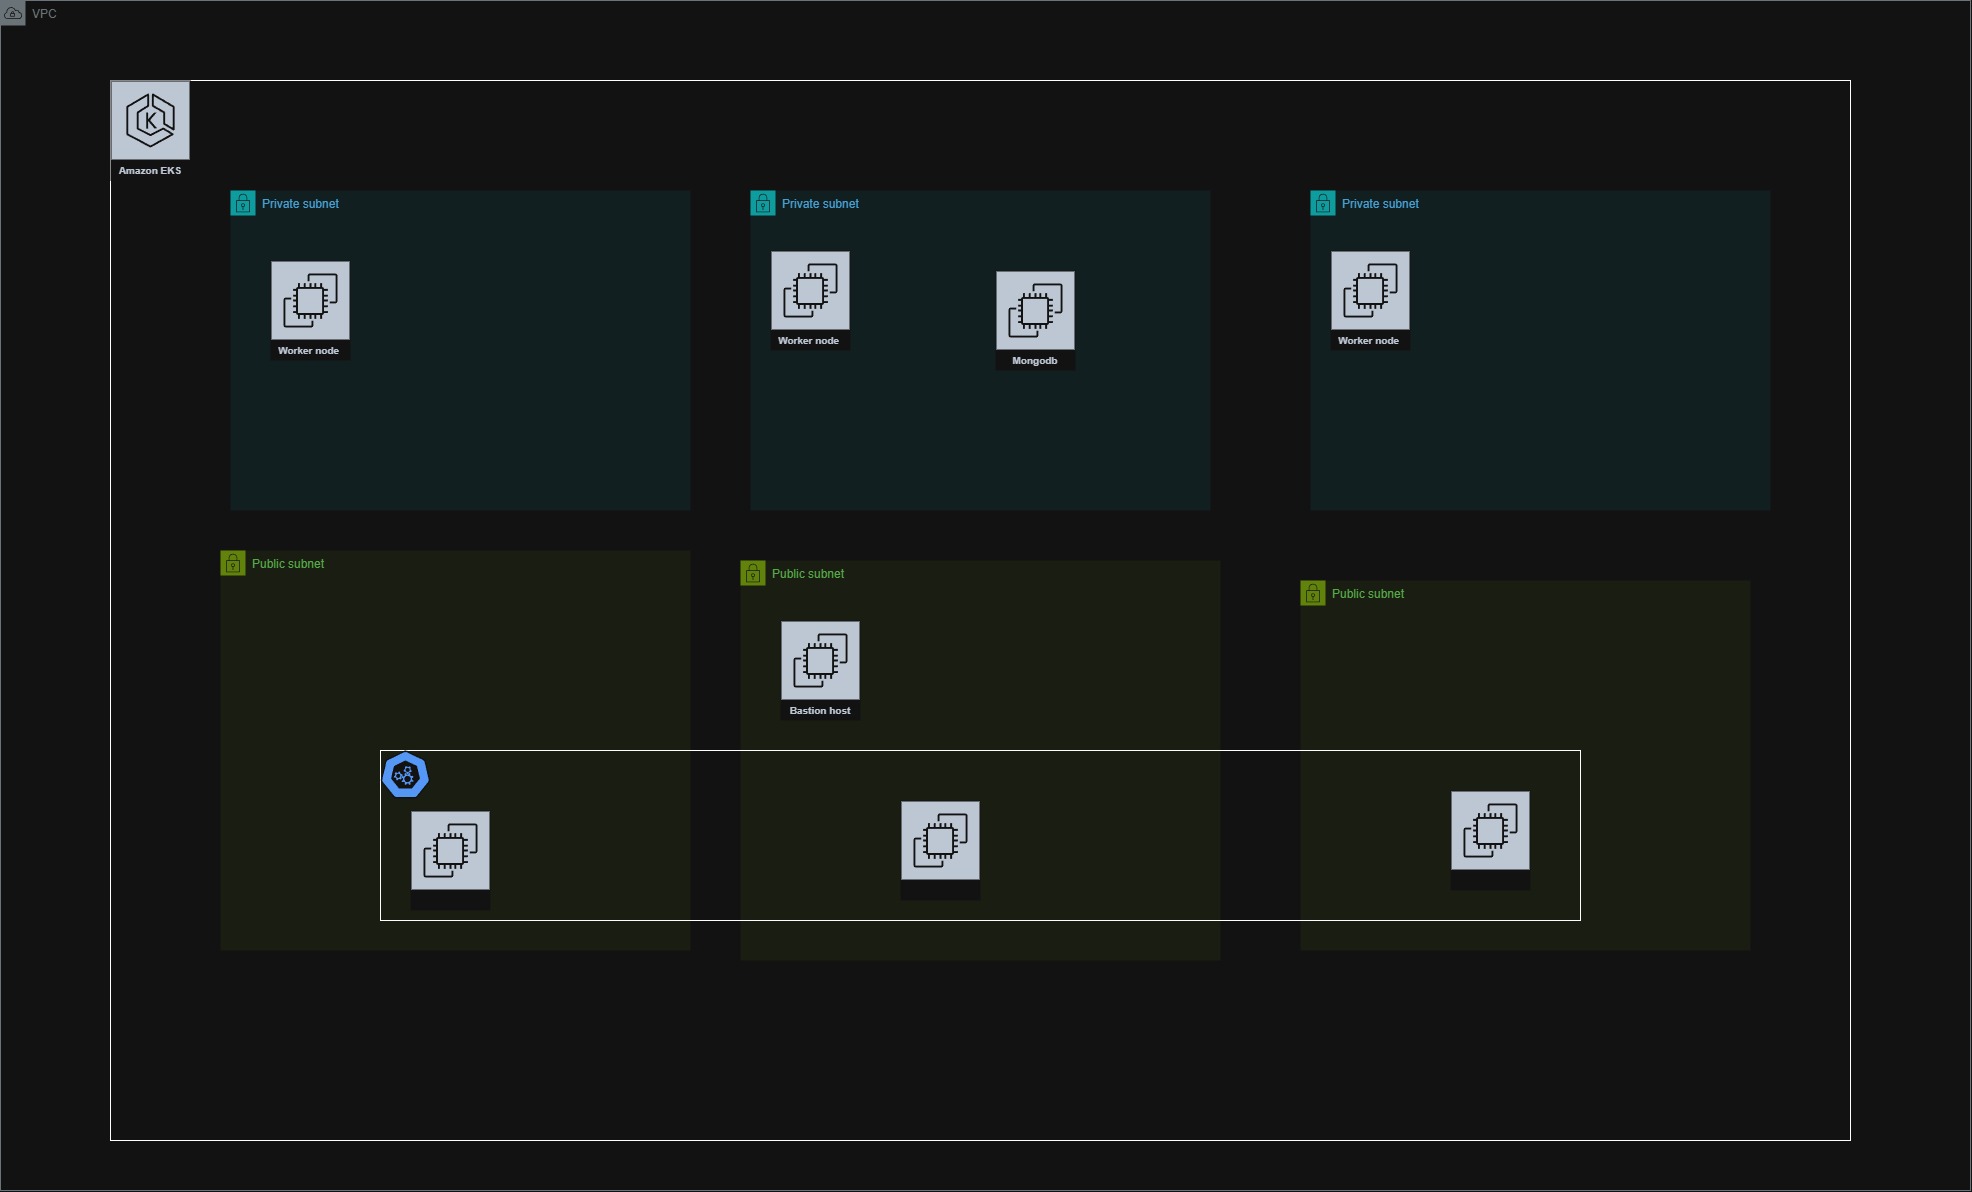 VPC
Amazon EKS
Private subnet
Private subnet
Private subnet
Worker node
Worker node
Mongodb
Worker node
Public subnet
Public subnet
Public subnet
Bastion host